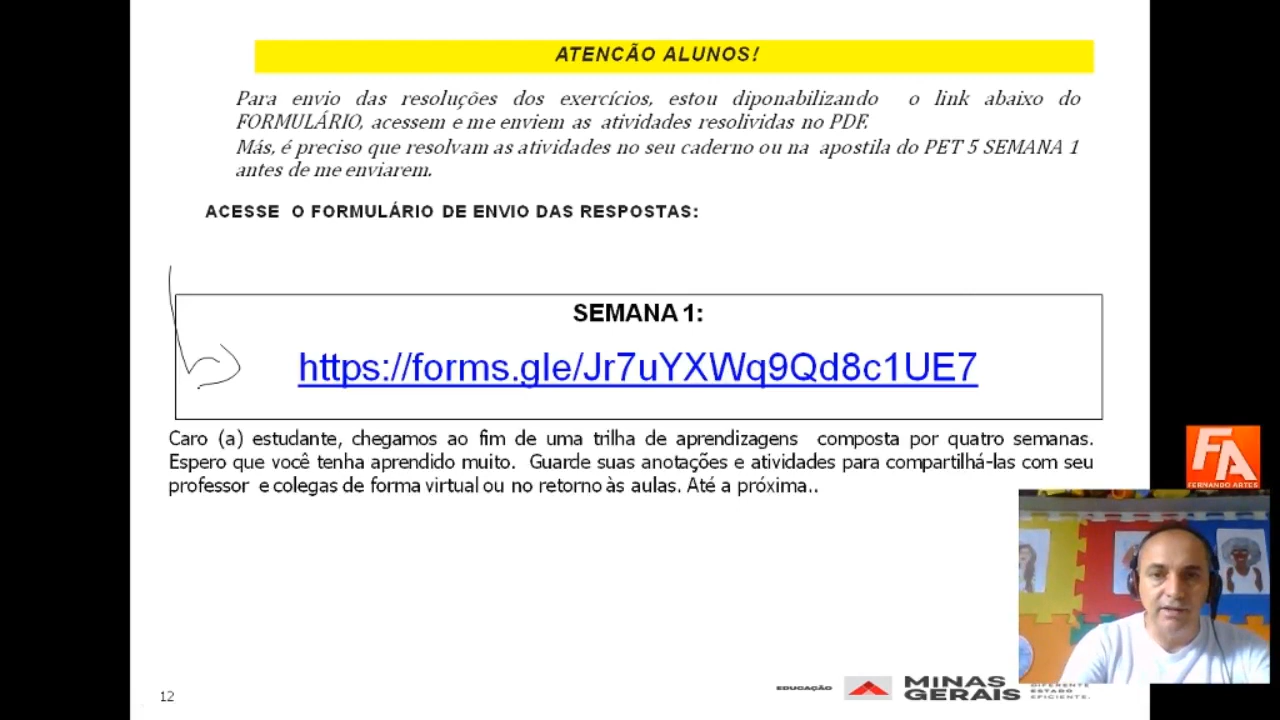 ATENCÃO ALUNOS!
Para envio das resoluções dos exercícios, estou diponabilizando o link abaixo do
FORMULÁRIO, acessem e me enviem as atividades resolividas no PDF.
Más, é preciso que resolvam as atividades no seu caderno ou na apostila do PET 5 SEMANA 1
antes de me enviarem.
ACESSE O FORMULÁRIO DE ENVIO DAS RESPOSTAS:
SEMANA 1:
https://forms.gle/Jr7uYXWq9Qd8c1UE7
Caro (a) estudante, chegamos ao fim de uma trilha de aprendizagens composta por quatro semanas.
Espero que você tenha aprendido muito. Guarde suas anotações e atividades para compartilhá-las com seu
professor e colegas de forma virtual ou no retorno às aulas. Até a próxima..
FA
FERNANDO ARTES
12
EDUCAÇÃO
MINAS
GERAIS
DIFERENTE.
ESTADO
EFICIENTE.